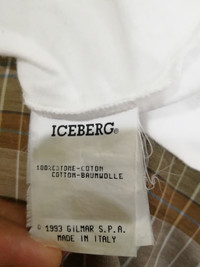 ICEBERG®
100%COTONE-COTON
COTTON-BAUMWOLLE
© 1993 GILMAR S.P.A.
MADE IN ITALY